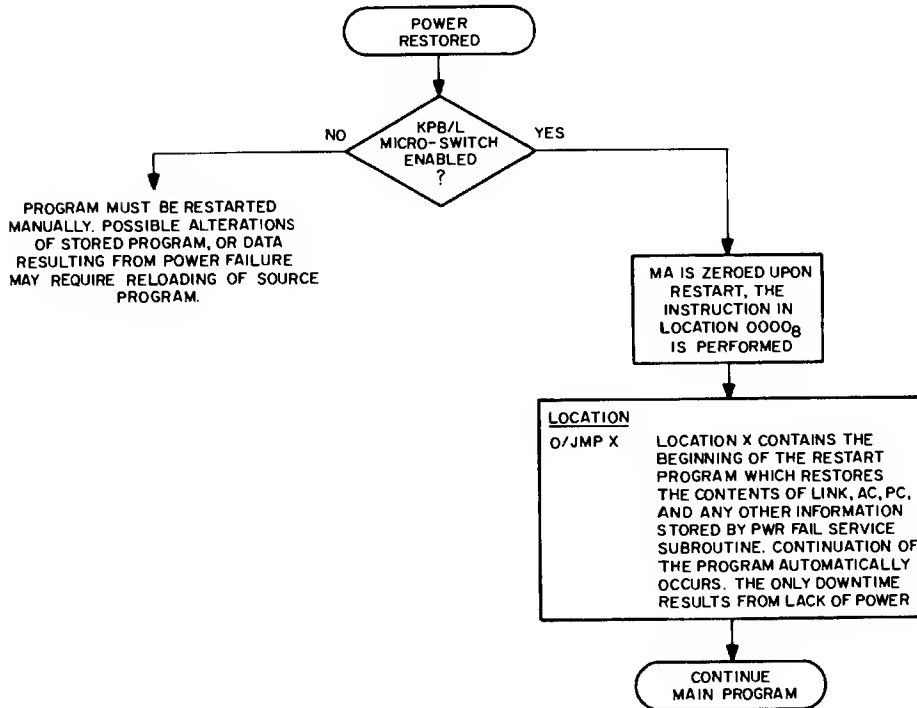 POWER
RESTORED
KPB/L
MICRO-SWITCH
ENABLED
?
NO
YES
PROGRAM MUST BE RESTARTED
MANUALLY. POSSIBLE ALTERATIONS
OF STORED PROGRAM, OR DATA
RESULTING FROM POWER FAILURE
MAY REQUIRE RELOADING OF SOURCE
PROGRAM.
MA IS ZEROED UPON
RESTART, THE
INSTRUCTION IN
LOCATION 0000₈
IS PERFORMED
LOCATION
0/JMP X
LOCATION X CONTAINS THE
BEGINNING OF THE RESTART
PROGRAM WHICH RESTORES
THE CONTENTS OF LINK, AC, PC,
AND ANY OTHER INFORMATION
STORED BY PWR FAIL SERVICE
SUBROUTINE. CONTINUATION OF
THE PROGRAM AUTOMATICALLY
OCCURS. THE ONLY DOWNTIME
RESULTS FROM LACK OF POWER
CONTINUE
MAIN PROGRAM